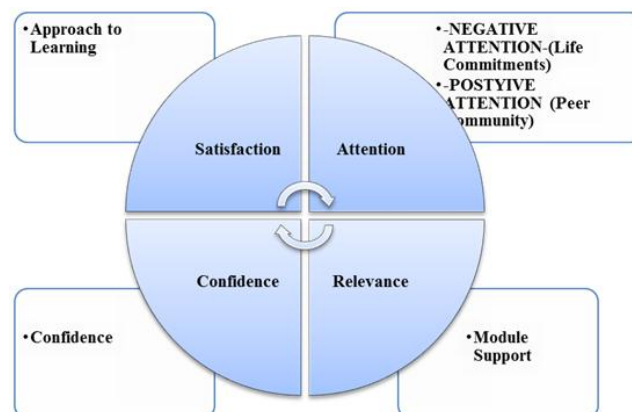 •Approach to
Learning
•-NEGATIVE
ATTENTION-(Life
Commitments)
•-POSTYIVE
ATTENTION (Peer
Satisfaction
Attention
Confidence
Relevance
•Confidence
•Module
Support